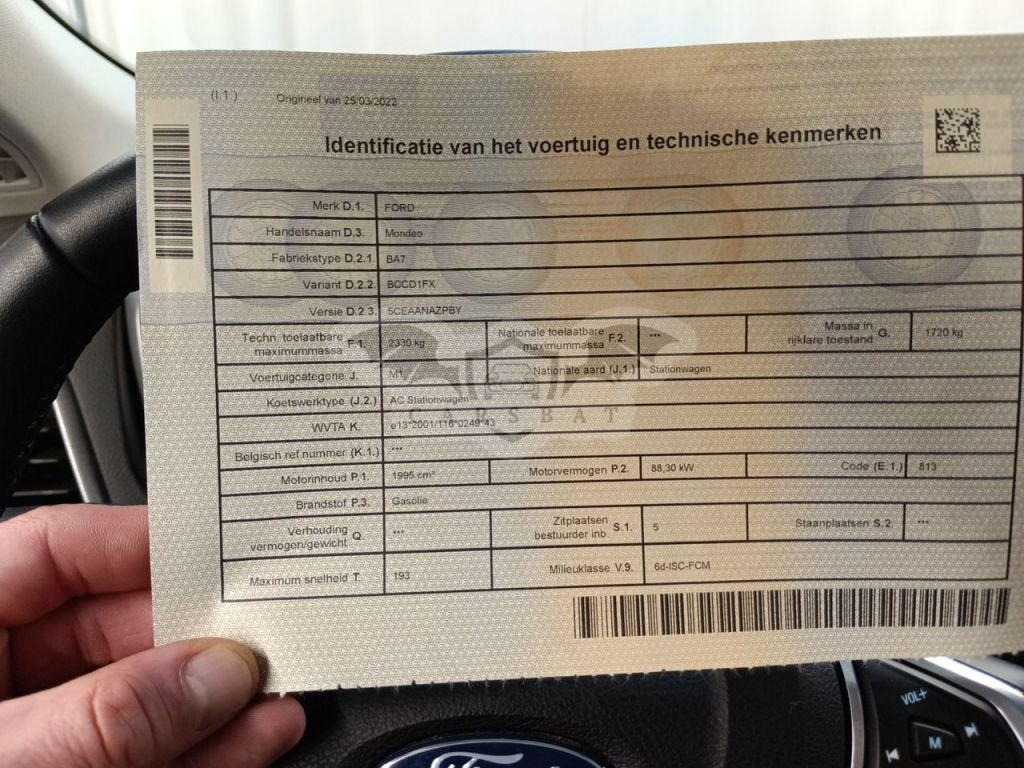 (I.1.) Origineel van 25/03/2022
Identificatie van het voertuig en technische kenmerken
Merk D.1. FORD
Handelsnaam D.3. Mondeo
Fabriekstype D.2.1. BA7
Variant D.2.2. BCCD1FX
Versie D.2.3. 5CEAANAZPBY
Techn. toelaatbare maximummassa F.1. 2330 kg Nationale toelaatbare maximummassa F.2. *** Massa in rijklare toestand G. 1720 kg
Voertuigcategorie J. M1 Nationale aard (J.1.) Stationwagen
Koetswerktype (J.2.) AC Stationwagen
CARSBAT
WVTA K. e13*2001/116*0249*43
Belgisch ref nummer (K.1.) ***
Motorinhoud P.1. 1995 cm³ Motorvermogen P.2. 88,30 kW Code (E.1.) 813
Brandstof P.3. Gasolie
Verhouding vermogen/gewicht Q. *** Zitplaatsen bestuurder inb. S.1. 5 Staanplaatsen S.2. ***
Maximum snelheid T. 193 Milieuklasse V.9. 6d-ISC-FCM
VOL+
M